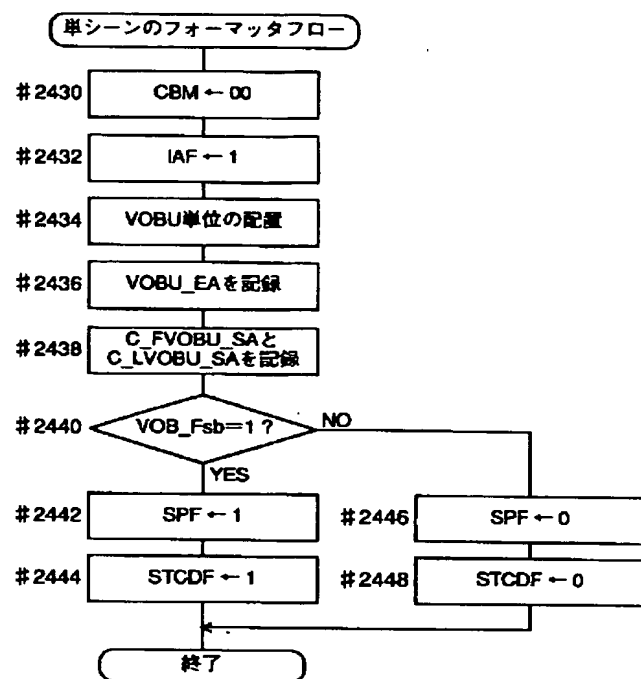 単シーンのフォーマッタフロー
#2430 CBM ← 00
#2432 IAF ← 1
#2434 VOBU単位の配置
#2436 VOBU_EAを記録
#2438 C_FVOBU_SAと
C_LVOBU_SAを記録
#2440 VOB_Fsb=1? NO
YES
#2442 SPF ← 1 #2446 SPF ← 0
#2444 STCDF ← 1 #2448 STCDF ← 0
終了